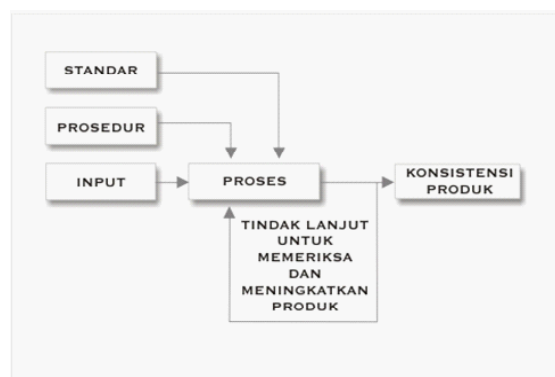 STANDAR
PROSEDUR
INPUT
PROSES
KONSISTENSI
PRODUK
TINDAK LANJUT
UNTUK
MEMERIKSA
DAN
MENINGKATKAN
PRODUK